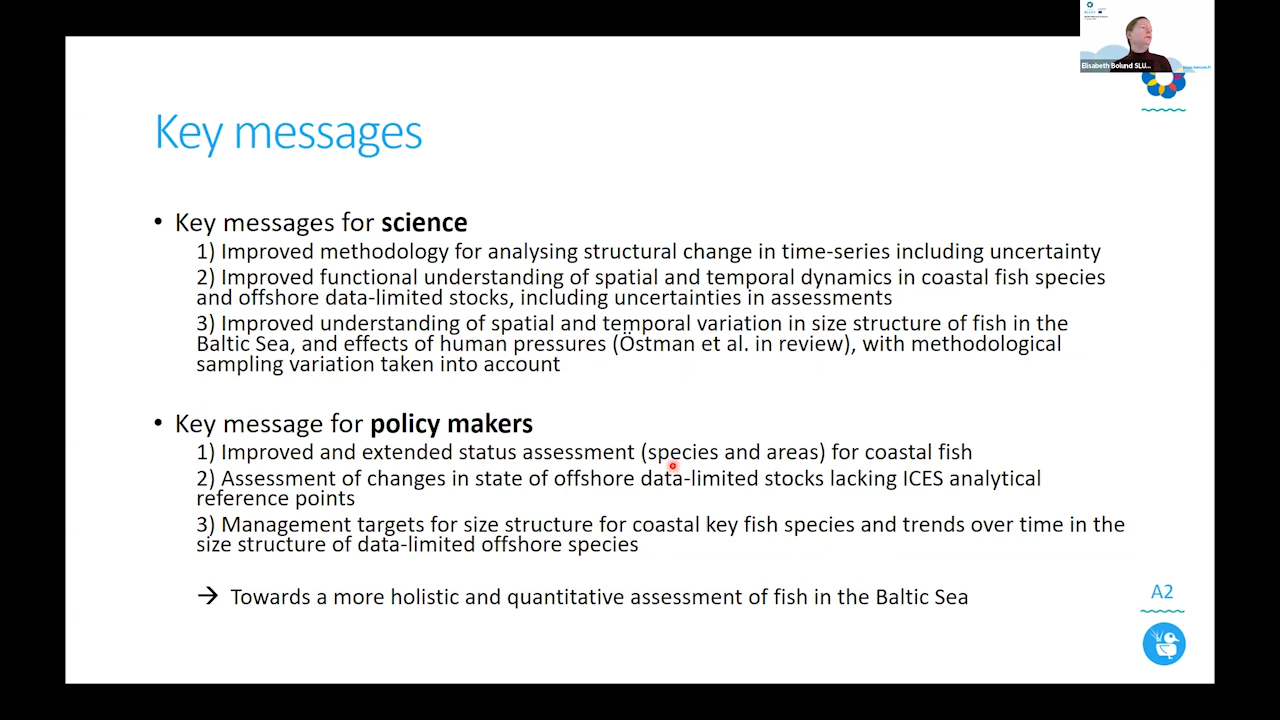 Elisabeth Bolund SLU...
Key messages
• Key messages for science
1) Improved methodology for analysing structural change in time-series including uncertainty
2) Improved functional understanding of spatial and temporal dynamics in coastal fish species
and offshore data-limited stocks, including uncertainties in assessments
3) Improved understanding of spatial and temporal variation in size structure of fish in the
Baltic Sea, and effects of human pressures (Östman et al. in review), with methodological
sampling variation taken into account
• Key message for policy makers
1) Improved and extended status assessment (species and areas) for coastal fish
2) Assessment of changes in state of offshore data-limited stocks lacking ICES analytical
reference points
3) Management targets for size structure for coastal key fish species and trends over time in the
size structure of data-limited offshore species
→ Towards a more holistic and quantitative assessment of fish in the Baltic Sea
A2